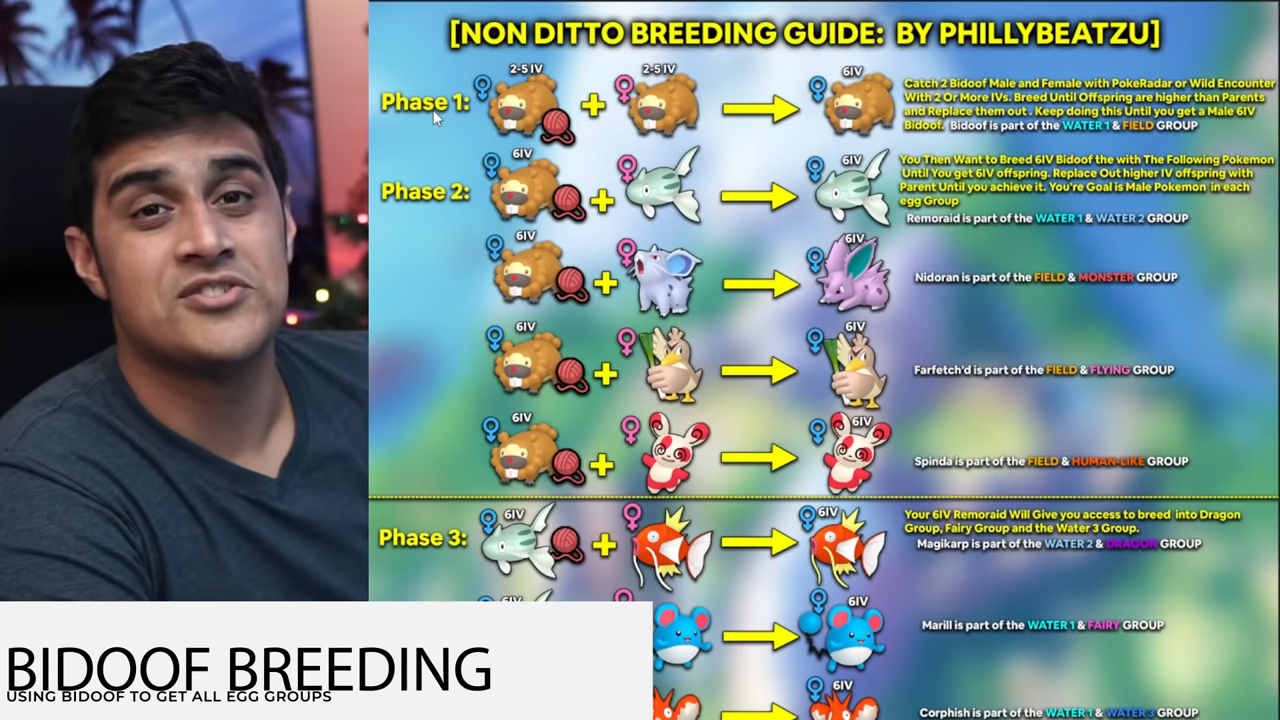 [NON DITTO BREEDING GUIDE: BY PHILLYBEATZU]
2-5 IV
2-5 IV
6IV
Phase 1:
Catch 2 Bidoof Male and Female with PokeRadar or Wild Encounter
With 2 Or More IVs. Breed Until Offspring are higher than Parents
and Replace them out . Keep doing this Until you get a Male 6IV
Bidoof. Bidoof is part of the WATER 1 & FIELD GROUP
6IV
6IV
Phase 2:
You Then Want to Breed 6IV Bidoof the with The Following Pokemon
Until You get 6IV offspring. Replace Out higher IV offspring with
Parent Until you achieve it. You're Goal is Male Pokemon in each
egg Group
Remoraid is part of the WATER 1 & WATER 2 GROUP
6IV
6IV
Nidoran is part of the FIELD & MONSTER GROUP
6IV
6IV
Farfetch'd is part of the FIELD & FLYING GROUP
6IV
6IV
Spinda is part of the FIELD & HUMAN-LIKE GROUP
6IV
6IV
Phase 3:
Your 6IV Remoraid Will Give you access to breed into Dragon
Group, Fairy Group and the Water 3 Group.
Magikarp is part of the WATER 2 & DRAGON GROUP
6IV
6IV
Marill is part of the WATER 1 & FAIRY GROUP
6IV
Corphish is part of the WATER 1 & WATER 3 GROUP
BIDOOF BREEDING
USING BIDOOF TO GET ALL EGG GROUPS